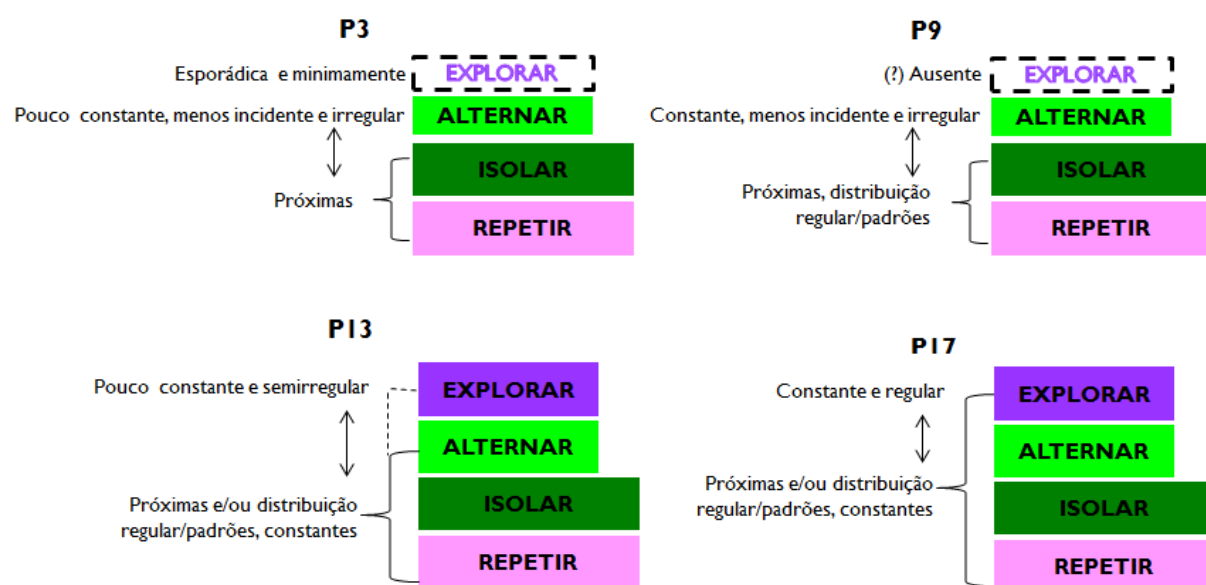 P3
Esporádica e minimamente
EXPLORAR
Pouco constante, menos incidente e irregular
ALTERNAR
ISOLAR
Próximas
REPETIR
P9
(?) Ausente
EXPLORAR
Constante, menos incidente e irregular
ALTERNAR
ISOLAR
Próximas, distribuição
regular/padrões
REPETIR
P13
Pouco constante e semirregular
EXPLORAR
ALTERNAR
Próximas e/ou distribuição
regular/padrões, constantes
ISOLAR
REPETIR
P17
Constante e regular
EXPLORAR
ALTERNAR
Próximas e/ou distribuição
regular/padrões, constantes
ISOLAR
REPETIR